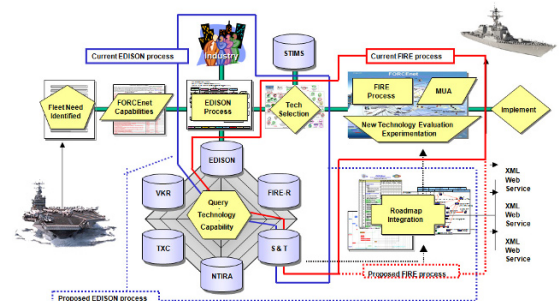 Current EDISON process
Industry
STIMS
Current FIRE process
Fleet Need
Identified
FORCEnet
Capabilities
EDISON
Process
Tech
Selection
FIRE
Process
MUA
FORCEnet
New Technology Evaluation
Experimentation
Implement
EDISON
VKR
FIRE-R
Query
Technology
Capability
TXC
S & T
NTIRA
Roadmap
Integration
XML
Web
Service
XML
Web
Service
XML
Web
Service
Proposed EDISON process
Proposed FIRE process